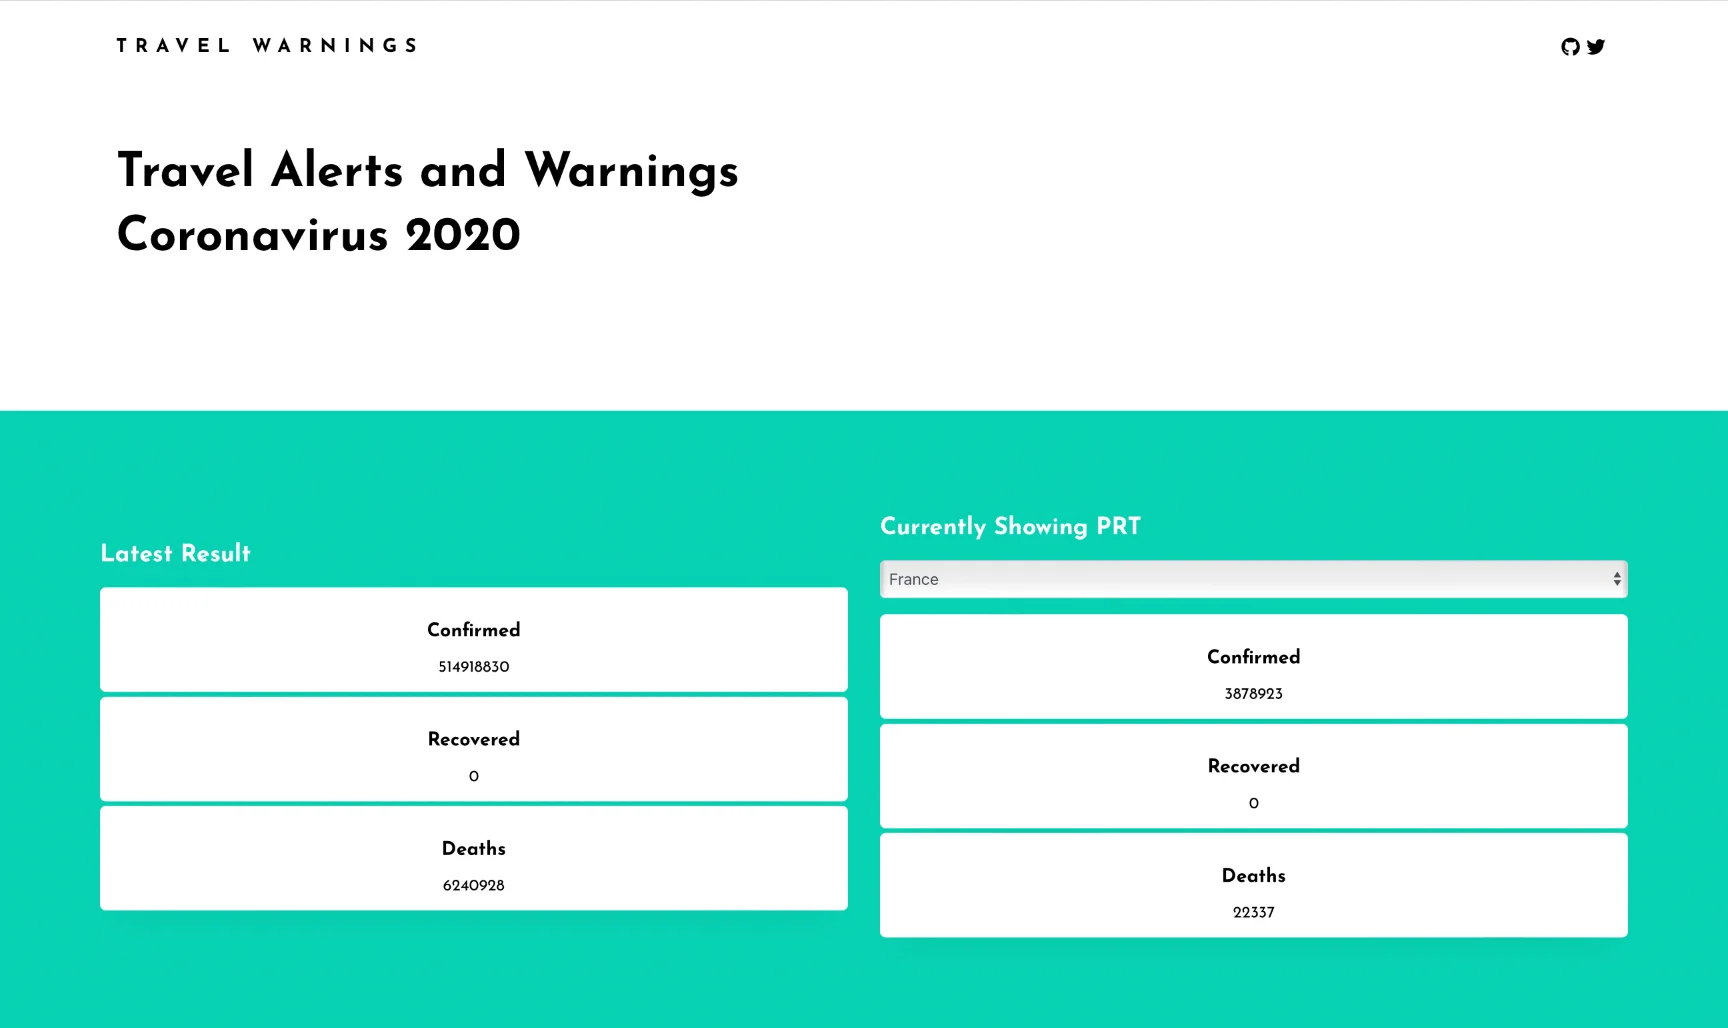 TRAVEL WARNINGS
Travel Alerts and Warnings
Coronavirus 2020
Latest Result
Confirmed
514918830
Recovered
0
Deaths
6240928
Currently Showing PRT
France
Confirmed
3878923
Recovered
0
Deaths
22337